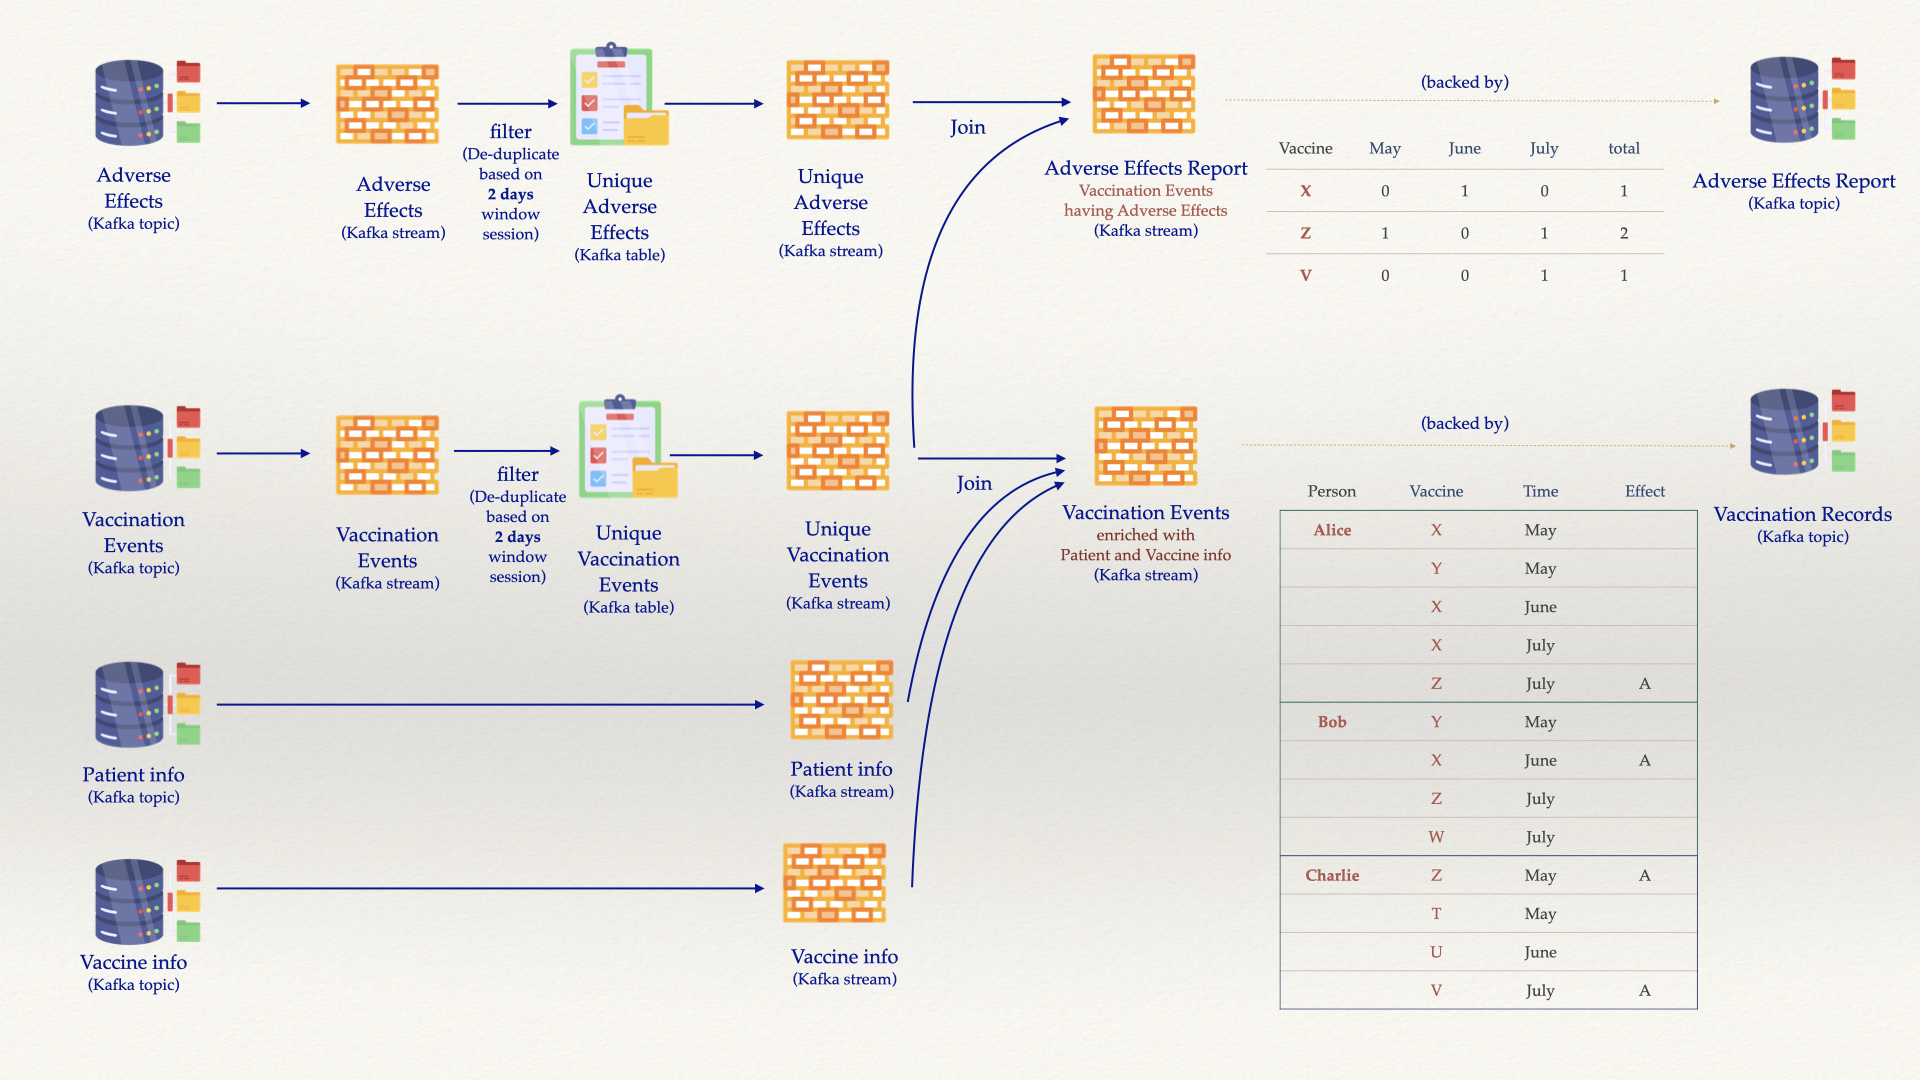 Adverse
Effects
(Kafka topic)
Adverse
Effects
(Kafka stream)
filter
(De-duplicate
based on
2 days
window
session)
Unique
Adverse
Effects
(Kafka table)
Unique
Adverse
Effects
(Kafka stream)
Join
Adverse Effects Report
Vaccination Events
having Adverse Effects
(Kafka stream)
(backed by)
Vaccine May June July total
X 0 1 0 1
Z 1 0 1 2
V 0 0 1 1
Adverse Effects Report
(Kafka topic)
Vaccination
Events
(Kafka topic)
Vaccination
Events
(Kafka stream)
filter
(De-duplicate
based on
2 days
window
session)
Unique
Vaccination
Events
(Kafka table)
Unique
Vaccination
Events
(Kafka stream)
Join
Vaccination Events
enriched with
Patient and Vaccine info
(Kafka stream)
(backed by)
Vaccination Records
(Kafka topic)
Person Vaccine Time Effect
Alice X May
Y May
X June
X July
Z July A
Bob Y May
X June A
Z July
W July
Charlie Z May A
T May
U June
V July A
Patient info
(Kafka topic)
Patient info
(Kafka stream)
Vaccine info
(Kafka topic)
Vaccine info
(Kafka stream)